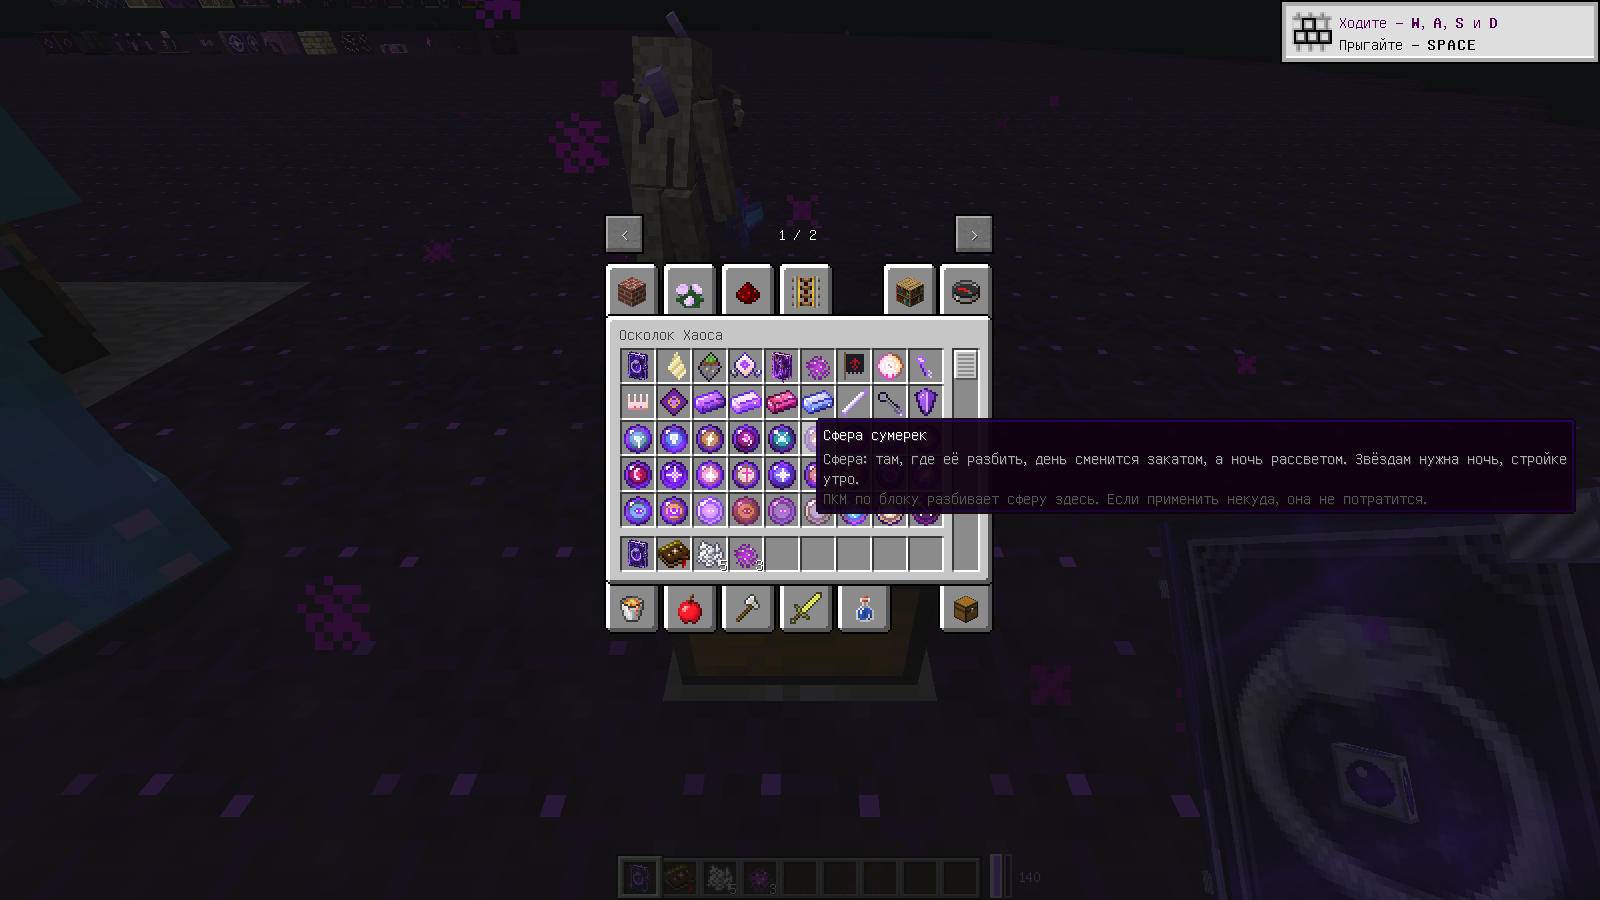 Ходите – W, A, S и D
Прыгайте – SPACE
<
1 / 2
>
Осколок Хаоса
Сфера сумерек
Сфера: там, где её разбить, день сменится закатом, а ночь рассветом. Звёздам нужна ночь, стройке
утро.
ПКМ по блоку разбивает сферу здесь. Если применить некуда, она не потратится.
5
3
5
3
140